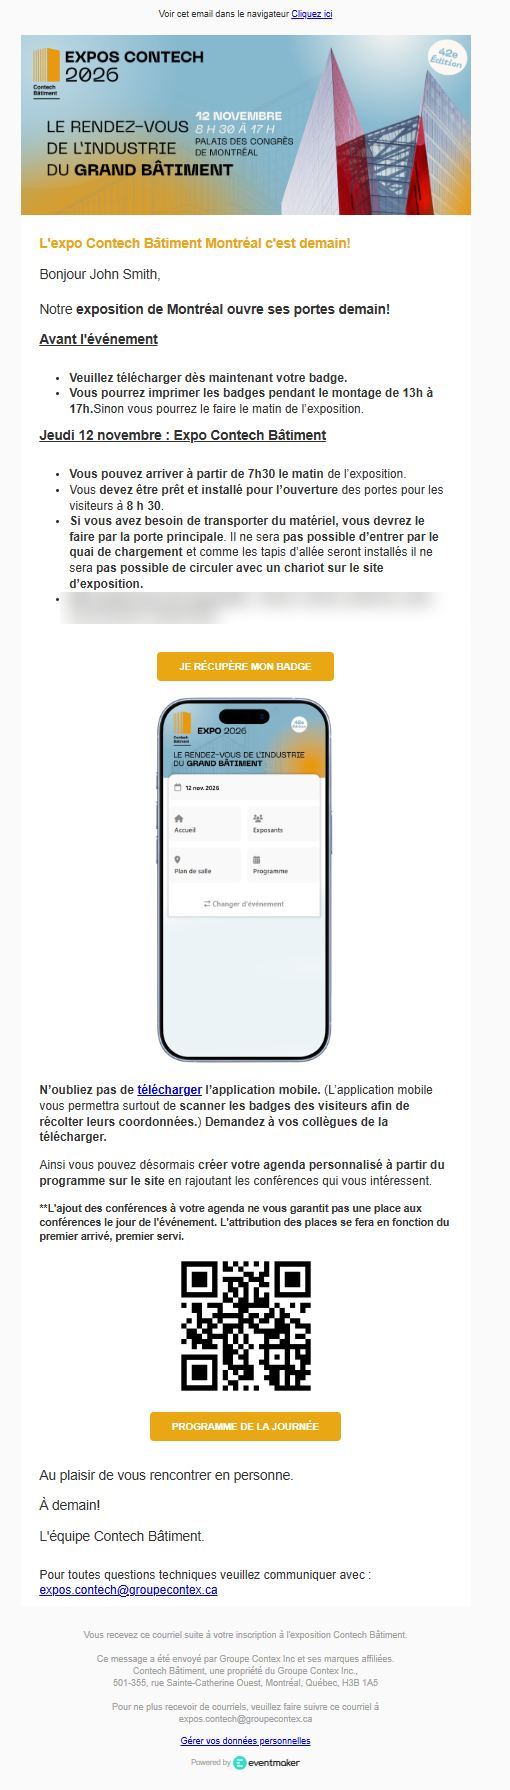 Voir cet email dans le navigateur Cliquez ici
Contech
Bâtiment
EXPOS CONTECH
2026
42e
Édition
LE RENDEZ-VOUS
DE L'INDUSTRIE
DU GRAND BÂTIMENT
12 NOVEMBRE
8 H 30 À 17 H
PALAIS DES CONGRÈS
DE MONTRÉAL
L'expo Contech Bâtiment Montréal c'est demain!
Bonjour John Smith,
Notre exposition de Montréal ouvre ses portes demain!
Avant l'événement
• Veuillez télécharger dès maintenant votre badge.
• Vous pourrez imprimer les badges pendant le montage de 13h à
17h.Sinon vous pourrez le faire le matin de l'exposition.
Jeudi 12 novembre : Expo Contech Bâtiment
• Vous pouvez arriver à partir de 7h30 le matin de l'exposition.
• Vous devez être prêt et installé pour l'ouverture des portes pour les
visiteurs à 8 h 30.
• Si vous avez besoin de transporter du matériel, vous devrez le
faire par la porte principale. Il ne sera pas possible d'entrer par le
quai de chargement et comme les tapis d'allée seront installés il ne
sera pas possible de circuler avec un chariot sur le site
d'exposition.
JE RÉCUPÈRE MON BADGE
Contech
Bâtiment
EXPO 2026
42e
Édition
LE RENDEZ-VOUS DE L'INDUSTRIE
DU GRAND BÂTIMENT
12 nov. 2026
Accueil
Exposants
Plan de salle
Programme
Changer d'événement
N'oubliez pas de télécharger l'application mobile. (L'application mobile
vous permettra surtout de scanner les badges des visiteurs afin de
récolter leurs coordonnées.) Demandez à vos collègues de la
télécharger.
Ainsi vous pouvez désormais créer votre agenda personnalisé à partir du
programme sur le site en rajoutant les conférences qui vous intéressent.
**L'ajout des conférences à votre agenda ne vous garantit pas une place aux
conférences le jour de l'événement. L'attribution des places se fera en fonction du
premier arrivé, premier servi.
PROGRAMME DE LA JOURNÉE
Au plaisir de vous rencontrer en personne.
À demain!
L'équipe Contech Bâtiment.
Pour toutes questions techniques veuillez communiquer avec :
expos.contech@groupecontex.ca
Vous recevez ce courriel suite à votre inscription à l'exposition Contech Bâtiment.
Ce message a été envoyé par Groupe Contex Inc et ses marques affiliées.
Contech Bâtiment, une propriété du Groupe Contex Inc.,
501-355, rue Sainte-Catherine Ouest, Montréal, Québec, H3B 1A5
Pour ne plus recevoir de courriels, veuillez faire suivre ce courriel à
expos.contech@groupecontex.ca
Gérer vos données personnelles
Powered by eventmaker